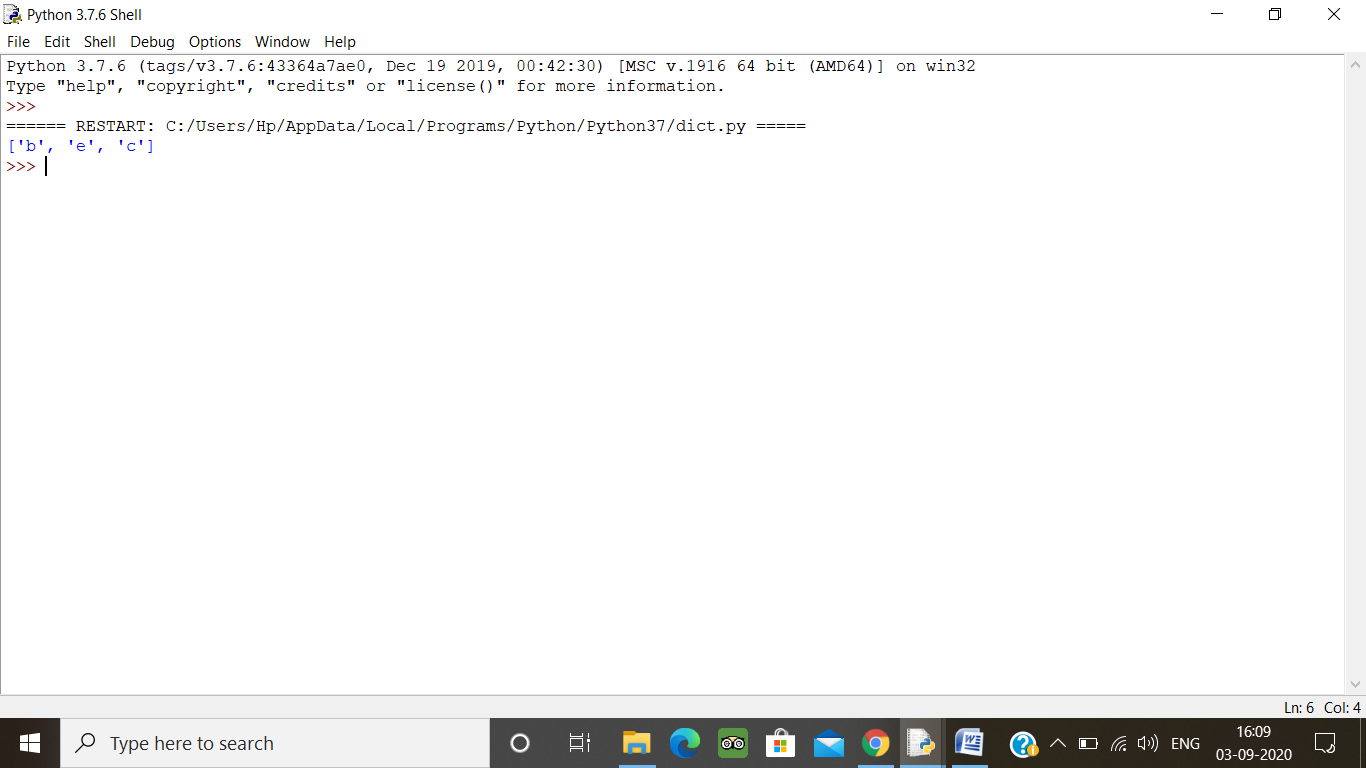 Python 3.7.6 Shell
File Edit Shell Debug Options Window Help
Python 3.7.6 (tags/v3.7.6:43364a7ae0, Dec 19 2019, 00:42:30) [MSC v.1916 64 bit (AMD64)] on win32
Type "help", "copyright", "credits" or "license()" for more information.
>>>
====== RESTART: C:/Users/Hp/AppData/Local/Programs/Python/Python37/dict.py =====
['b', 'e', 'c']
>>>
Ln: 6 Col: 4
Type here to search
ENG
16:09
03-09-2020